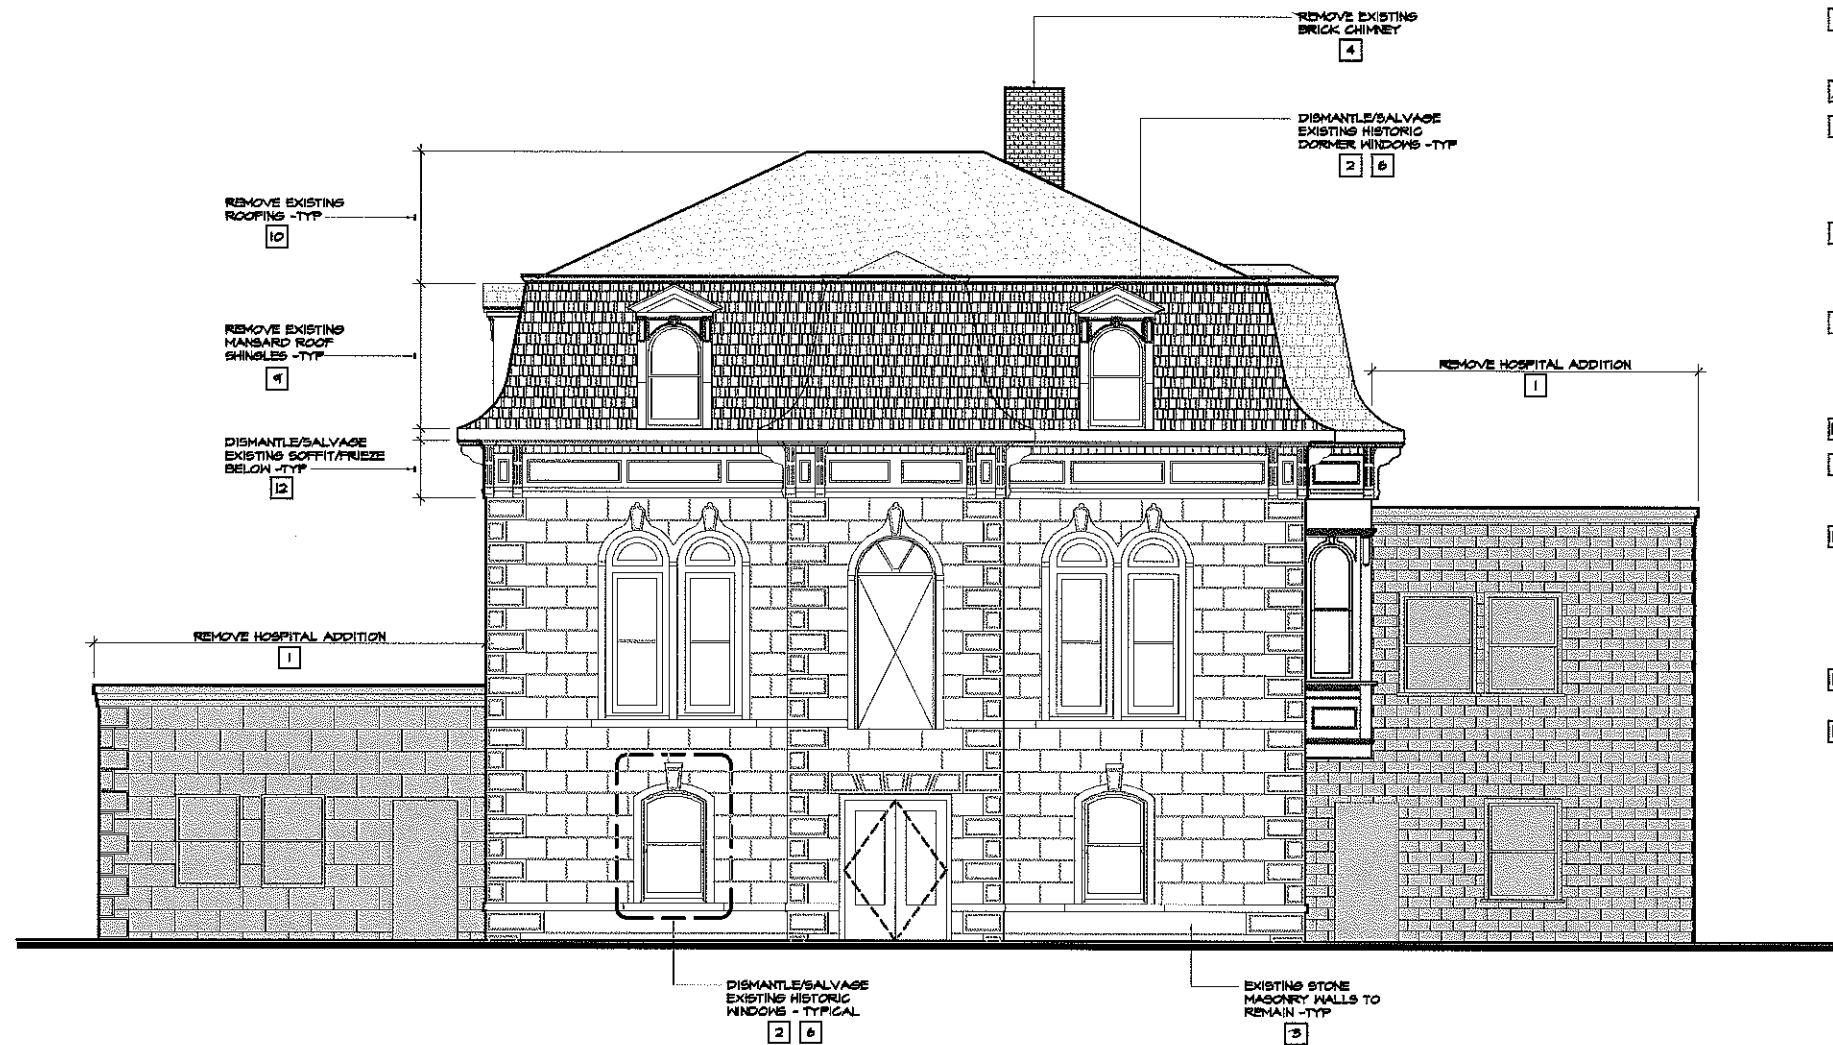 REMOVE EXISTING
BRICK CHIMNEY
4
DISMANTLE/SALVAGE
EXISTING HISTORIC
DORMER WINDOWS -TYP
2 6
REMOVE EXISTING
ROOFING -TYP
10
REMOVE EXISTING
MANSARD ROOF
SHINGLES -TYP
9
REMOVE HOSPITAL ADDITION
1
DISMANTLE/SALVAGE
EXISTING SOFFIT/FRIEZE
BELOW -TYP
12
REMOVE HOSPITAL ADDITION
1
DISMANTLE/SALVAGE
EXISTING HISTORIC
WINDOWS - TYPICAL
2 6
EXISTING STONE
MASONRY WALLS TO
REMAIN -TYP
3